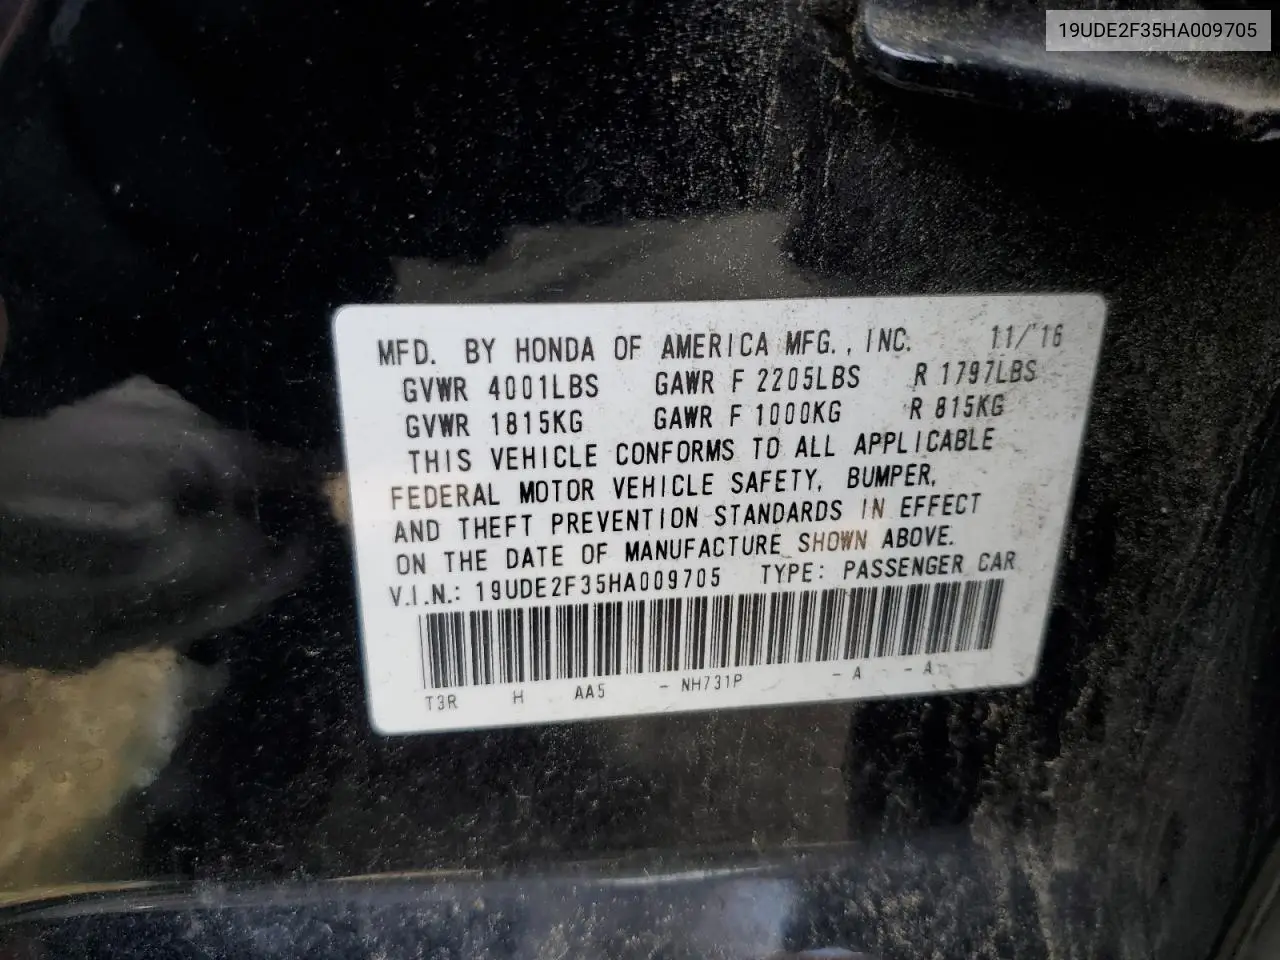 19UDE2F35HA009705
MFD. BY HONDA OF AMERICA MFG., INC. 11/'16
GVWR 4001LBS GAWR F 2205LBS R 1797LBS
GVWR 1815KG GAWR F 1000KG R 815KG
THIS VEHICLE CONFORMS TO ALL APPLICABLE
FEDERAL MOTOR VEHICLE SAFETY, BUMPER,
AND THEFT PREVENTION STANDARDS IN EFFECT
ON THE DATE OF MANUFACTURE SHOWN ABOVE.
V.I.N.: 19UDE2F35HA009705 TYPE: PASSENGER CAR
T3R H AA5 - NH731P - A - A-